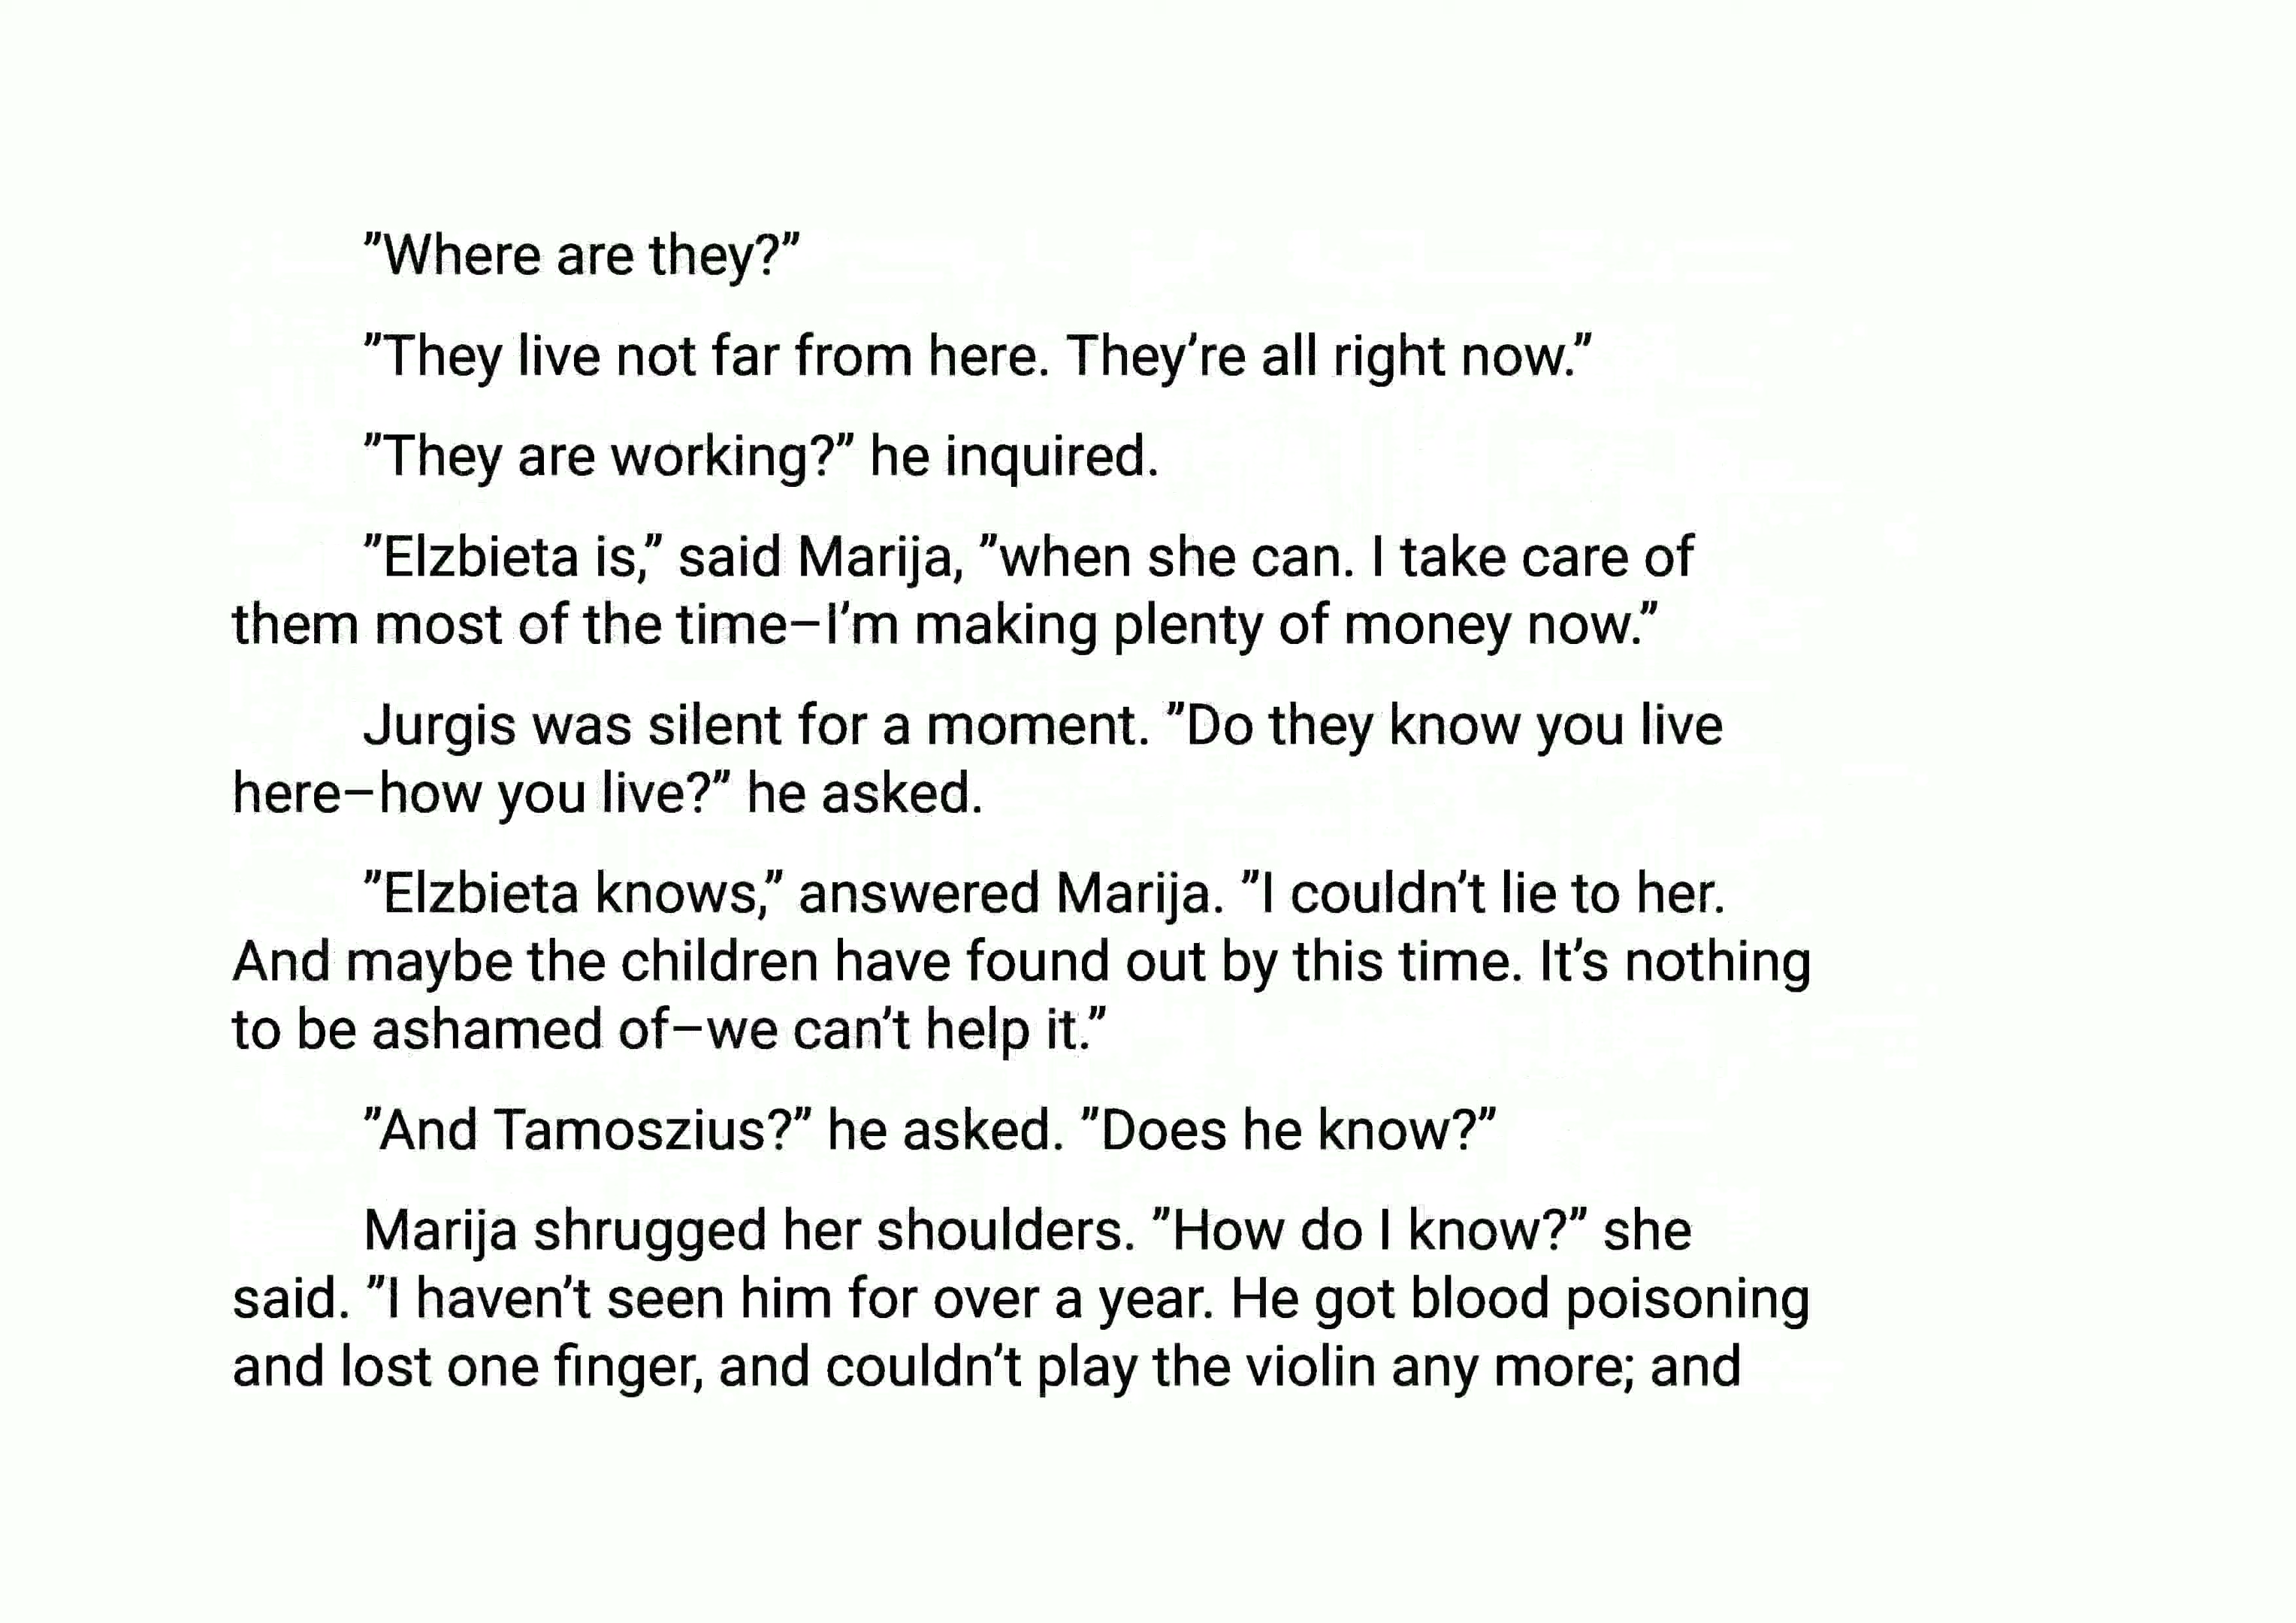 ”Where are they?”
”They live not far from here. They’re all right now.”
”They are working?” he inquired.
”Elzbieta is,” said Marija, ”when she can. I take care of
them most of the time–I’m making plenty of money now.”
Jurgis was silent for a moment. ”Do they know you live
here–how you live?” he asked.
”Elzbieta knows,” answered Marija. ”I couldn’t lie to her.
And maybe the children have found out by this time. It’s nothing
to be ashamed of–we can’t help it.”
”And Tamoszius?” he asked. ”Does he know?”
Marija shrugged her shoulders. ”How do I know?” she
said. ”I haven’t seen him for over a year. He got blood poisoning
and lost one finger, and couldn’t play the violin any more; and